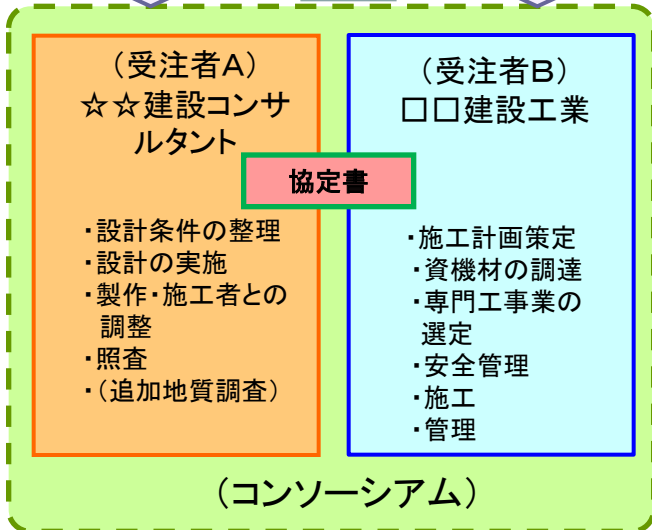 (受注者A)
☆☆建設コンサ
ルタント
(受注者B)
□□建設工業
協定書
・設計条件の整理
・設計の実施
・製作・施工者との
調整
・照査
・(追加地質調査)
・施工計画策定
・資機材の調達
・専門工事業の
選定
・安全管理
・施工
・管理
(コンソーシアム)